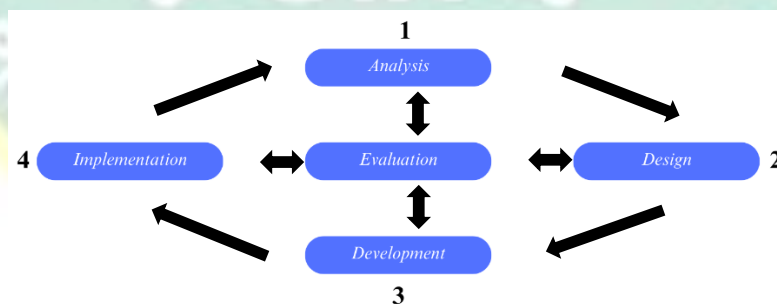 1
Analysis
4
Implementation
Evaluation
Design
2
Development
3